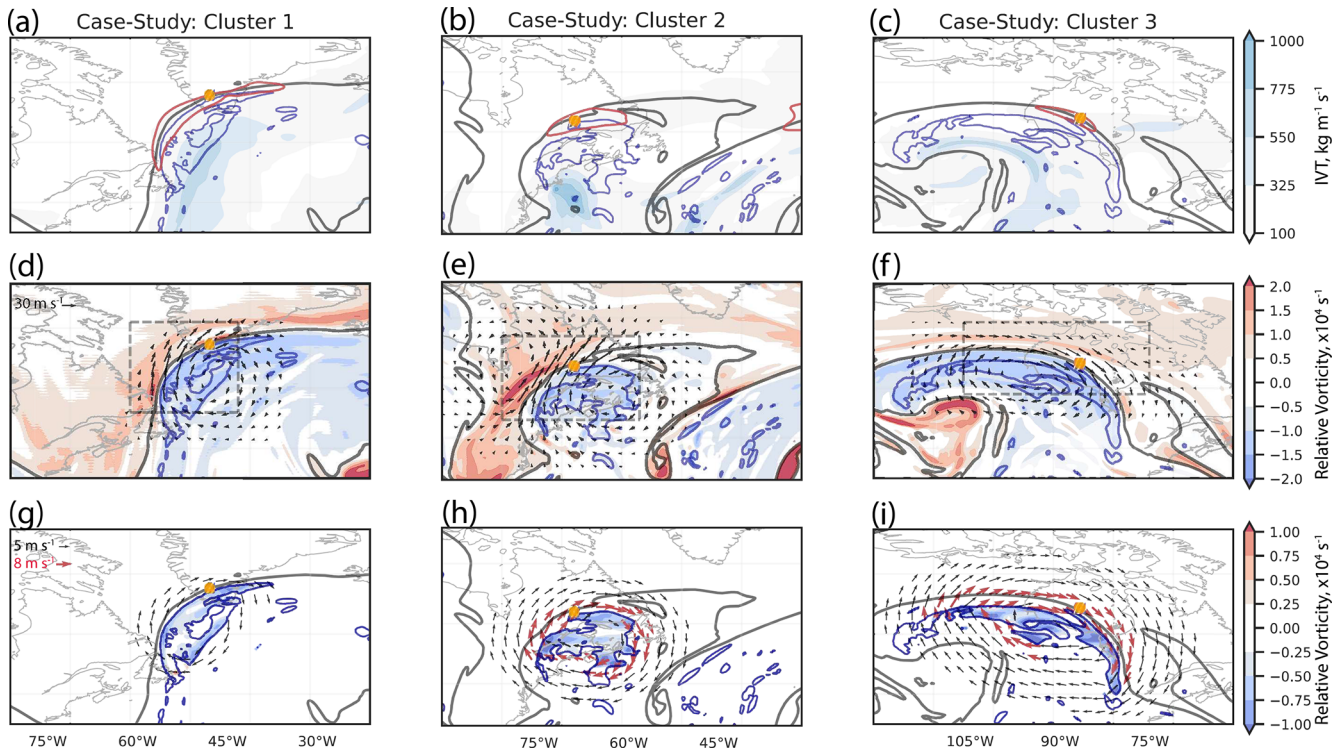 (a) Case-Study: Cluster 1
(b) Case-Study: Cluster 2
(c) Case-Study: Cluster 3
1000
775
550
325
100
IVT, kg m⁻ s⁻¹
(d)
(e)
(f)
30 m s⁻¹
2.0
1.5
1.0
0.5
0.0
−0.5
−1.0
−1.5
−2.0
Relative Vorticity, x10⁴ s⁻¹
(g)
(h)
(i)
5 m s⁻¹
8 m s⁻¹
1.00
0.75
0.50
0.25
0.00
−0.25
−0.50
−0.75
−1.00
Relative Vorticity, x10⁴ s⁻¹
75°W 60°W 45°W 30°W
75°W 60°W 45°W
105°W 90°W 75°W